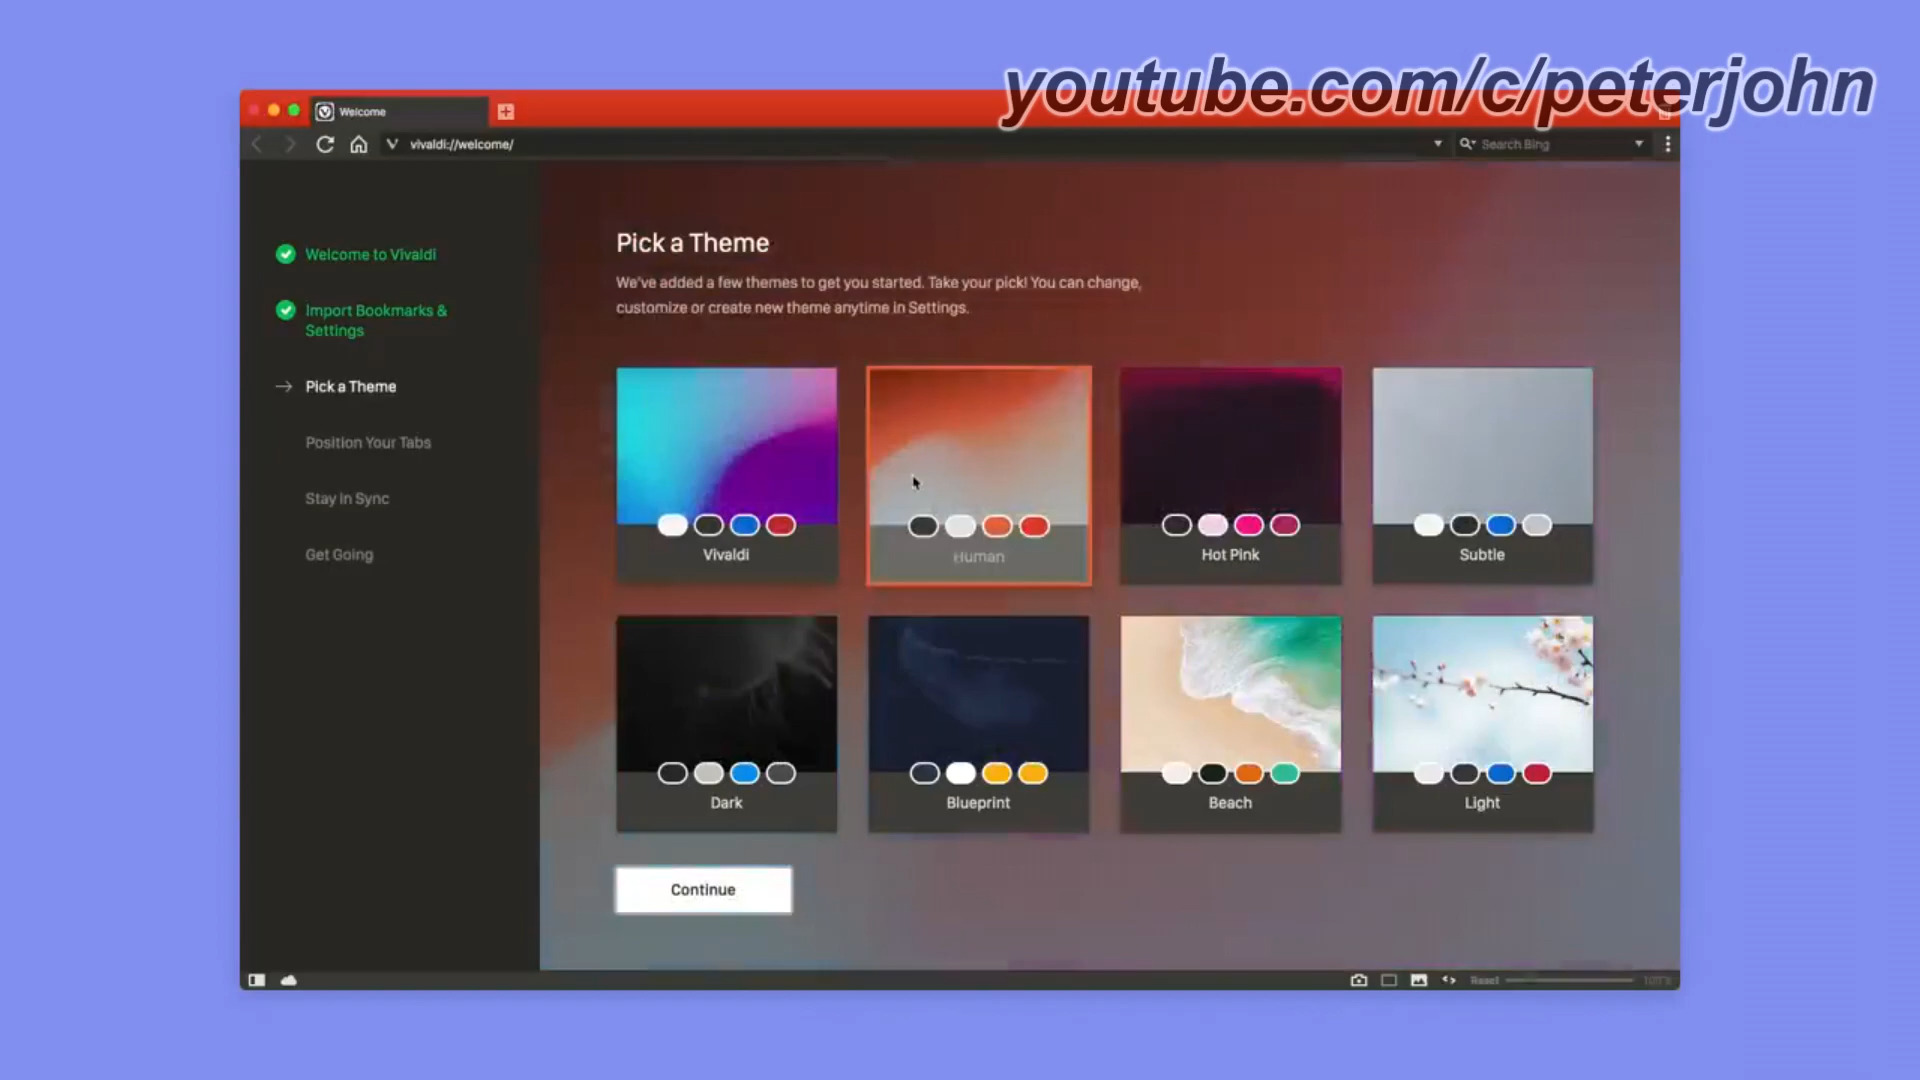 youtube.com/c/peterjohn
Welcome
vivaldi://welcome/
Search Bing
Welcome to Vivaldi
Import Bookmarks &
Settings
Pick a Theme
Position Your Tabs
Stay in Sync
Get Going
Pick a Theme
We've added a few themes to get you started. Take your pick! You can change,
customize or create new theme anytime in Settings.
Vivaldi
Human
Hot Pink
Subtle
Dark
Blueprint
Beach
Light
Continue
Reset
100%